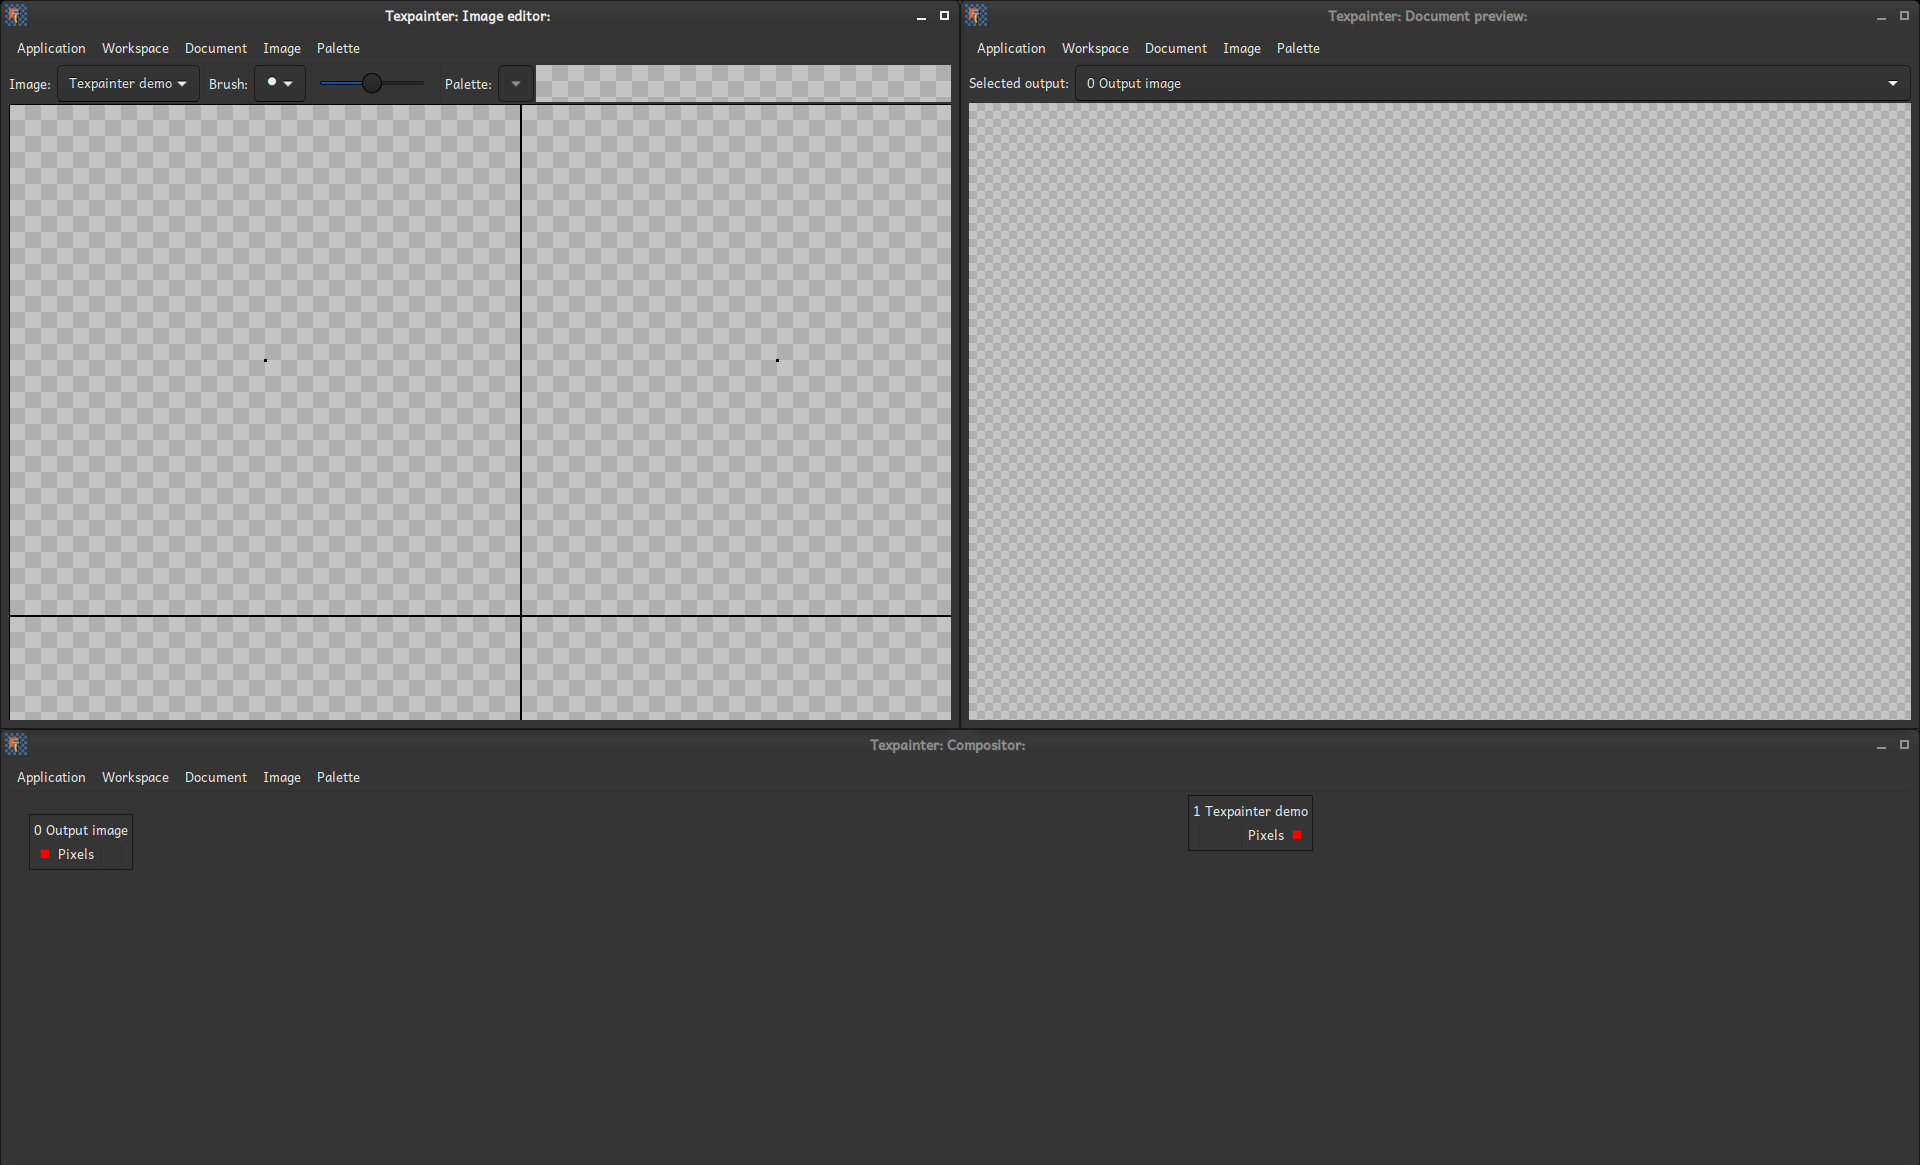 Texpainter: Image editor:
Application Workspace Document Image Palette
Image: Texpainter demo Brush: Palette:
Texpainter: Document preview:
Application Workspace Document Image Palette
Selected output: 0 Output image
Texpainter: Compositor:
Application Workspace Document Image Palette
0 Output image
Pixels
1 Texpainter demo
Pixels